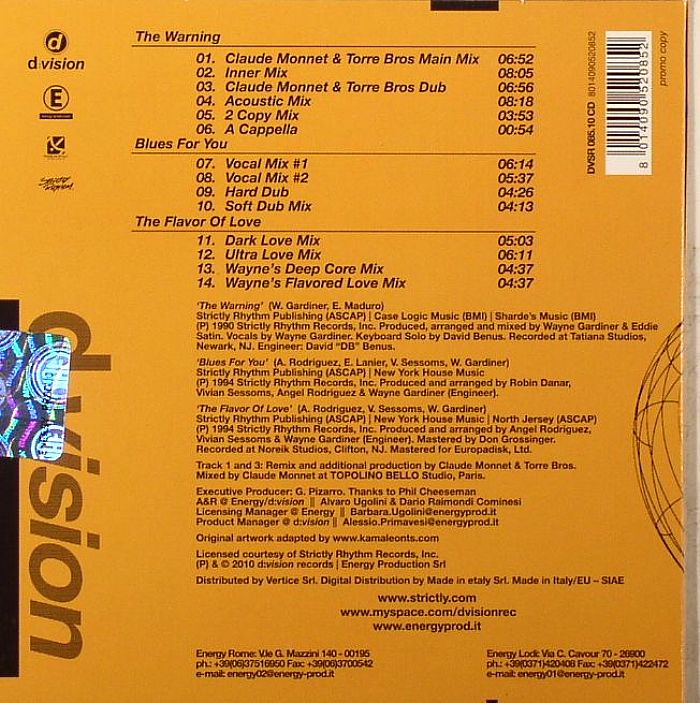 The Warning
01. Claude Monnet & Torre Bros Main Mix 06:52
02. Inner Mix 08:05
03. Claude Monnet & Torre Bros Dub 06:56
04. Acoustic Mix 08:18
05. 2 Copy Mix 03:53
06. A Cappella 00:54
Blues For You
07. Vocal Mix #1 06:14
08. Vocal Mix #2 05:37
09. Hard Dub 04:26
10. Soft Dub Mix 04:13
The Flavor Of Love
11. Dark Love Mix 05:03
12. Ultra Love Mix 06:11
13. Wayne's Deep Core Mix 04:37
14. Wayne's Flavored Love Mix 04:37
'The Warning' (W. Gardiner, E. Maduro)
Strictly Rhythm Publishing (ASCAP) | Case Logic Music (BMI) | Sharde's Music (BMI)
(P) 1990 Strictly Rhythm Records, Inc. Produced, arranged and mixed by Wayne Gardiner & Eddie
Satin. Vocals by Wayne Gardiner. Keyboard Solo by David Benus. Recorded at Tatiana Studios,
Newark, NJ. Engineer: David "DB" Benus.
'Blues For You' (A. Rodriguez, E. Lanier, V. Sessoms, W. Gardiner)
Strictly Rhythm Publishing (ASCAP) | New York House Music
(P) 1994 Strictly Rhythm Records, Inc. Produced and arranged by Robin Danar,
Vivian Sessoms, Angel Rodriguez & Wayne Gardiner (Engineer).
'The Flavor Of Love' (A. Rodriguez, V. Sessoms, W. Gardiner)
Strictly Rhythm Publishing (ASCAP) | New York House Music | North Jersey (ASCAP)
(P) 1994 Strictly Rhythm Records, Inc. Produced and arranged by Angel Rodriguez,
Vivian Sessoms & Wayne Gardiner (Engineer). Mastered by Don Grossinger.
Recorded at Noreik Studios, Clifton, NJ. Mastered for Europadisk, Ltd.
Track 1 and 3: Remix and additional production by Claude Monnet & Torre Bros.
Mixed by Claude Monnet at TOPOLINO BELLO Studio, Paris.
Executive Producer: G. Pizarro. Thanks to Phil Cheeseman
A&R @ Energy/d:vision || Alvaro Ugolini & Dario Raimondi Cominesi
Licensing Manager @ Energy || Barbara.Ugolini@energyprod.it
Product Manager @ d:vision || Alessio.Primavesi@energyprod.it
Original artwork adapted by www.kamaleonts.com
Licensed courtesy of Strictly Rhythm Records, Inc.
(P) & © 2010 d:vision records | Energy Production Srl
Distributed by Vertice Srl. Digital Distribution by Made in etaly Srl. Made in Italy/EU – SIAE
www.strictly.com
www.myspace.com/dvisionrec
www.energyprod.it
Energy Rome: V.le G. Mazzini 140 - 00195
ph.: +39(06)37516950 Fax: +39(06)3700542
e-mail: energy02@energy-prod.it
Energy Lodi: Via C. Cavour 70 - 26900
ph.: +39(0371)420408 Fax: +39(0371)422472
e-mail: energy01@energy-prod.it
d
d:vision
E
STRICTLY RHYTHM
d:vision
DVSR 085.10 CD
8014090520852
8 014090 520852
promo copy